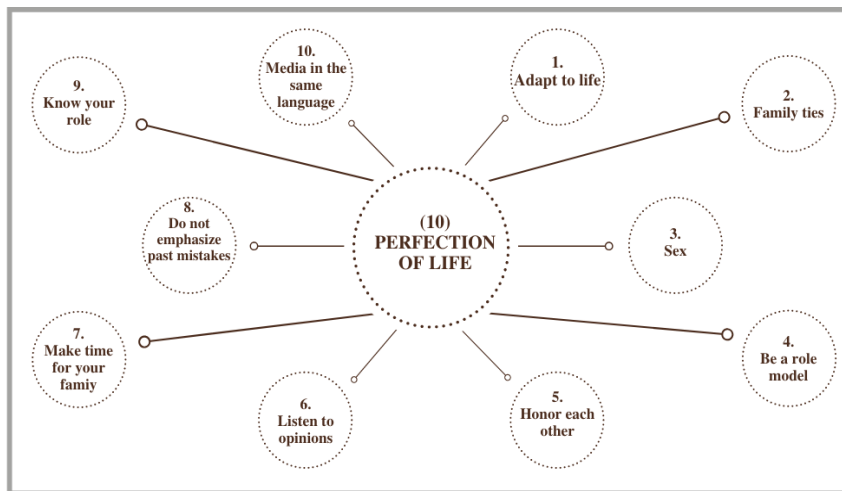 (10)
PERFECTION
OF LIFE
1.
Adapt to life
2.
Family ties
3.
Sex
4.
Be a role
model
5.
Honor each
other
6.
Listen to
opinions
7.
Make time
for your
famiy
8.
Do not
emphasize
past mistakes
9.
Know your
role
10.
Media in the
same
language